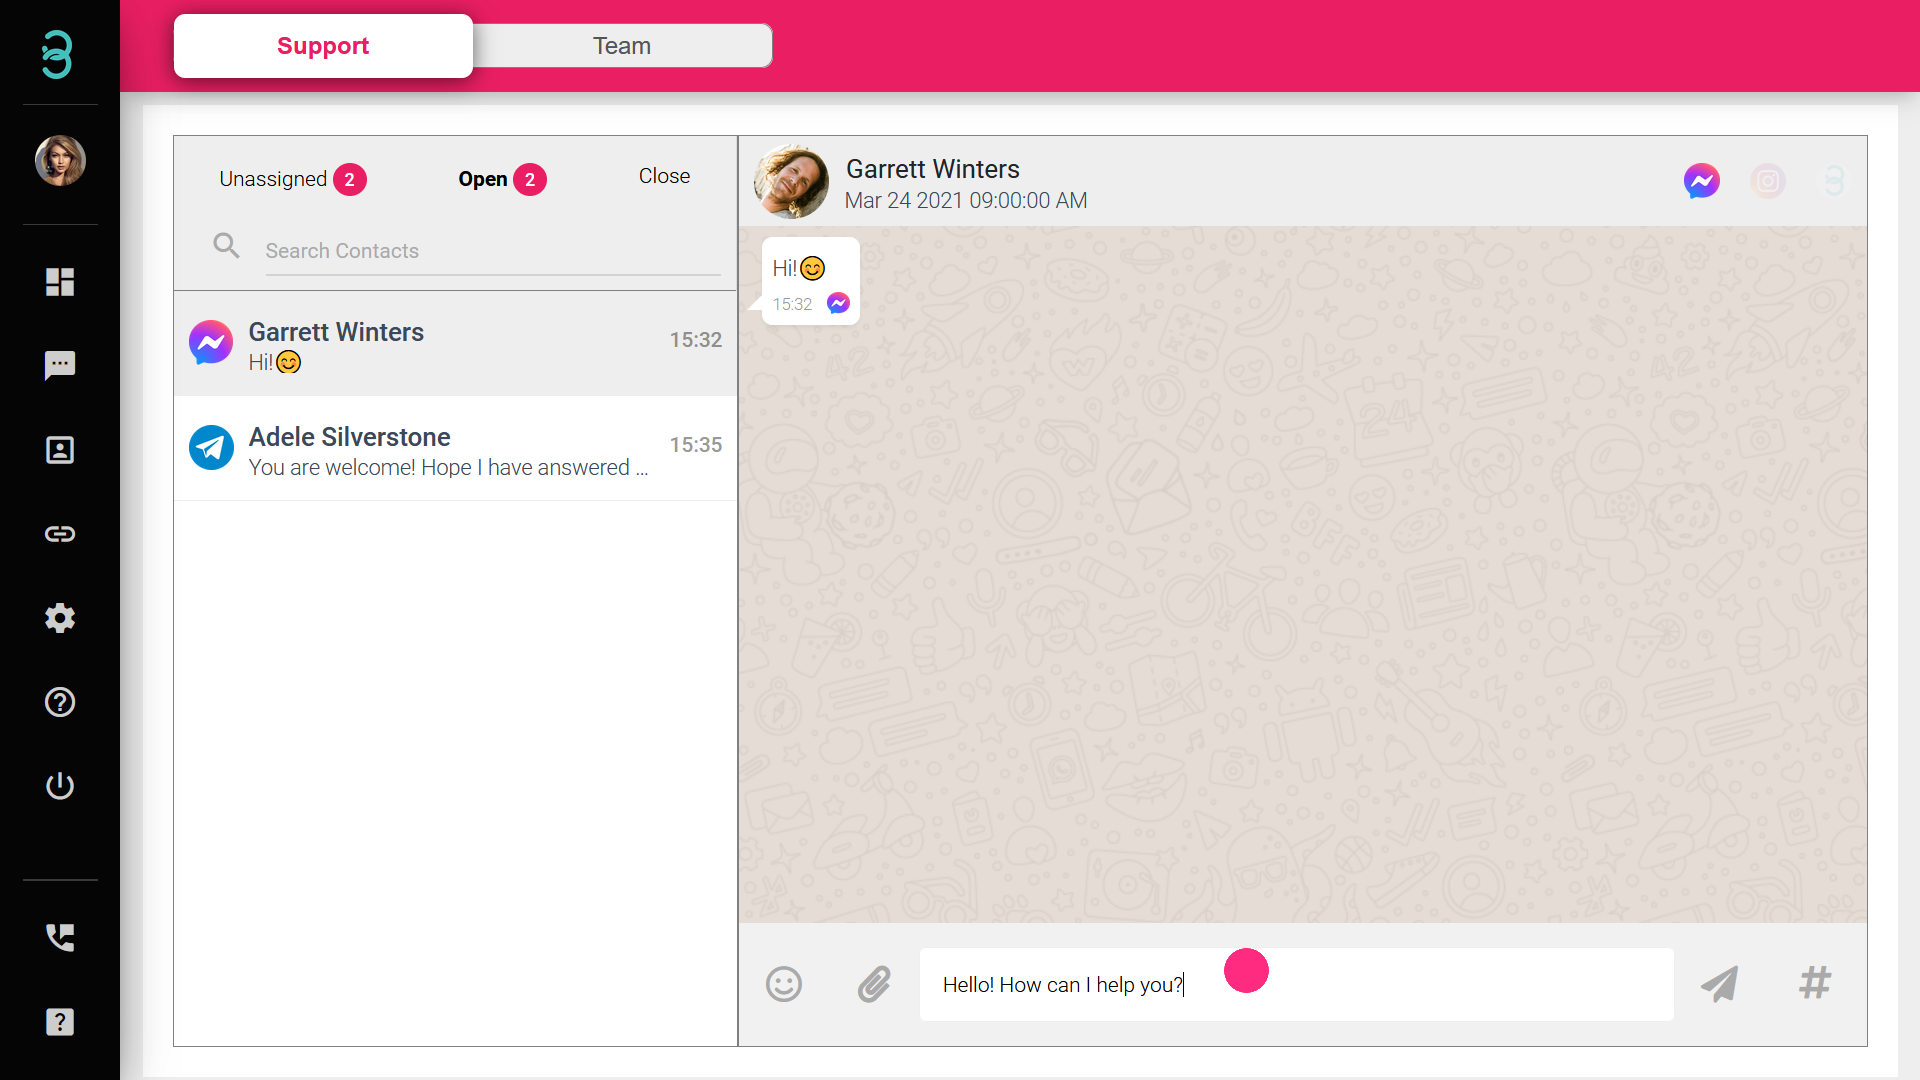 Support
Team
Unassigned 2
Open 2
Close
Search Contacts
Garrett Winters
15:32
Hi!😊
Adele Silverstone
15:35
You are welcome! Hope I have answered ...
Garrett Winters
Mar 24 2021 09:00:00 AM
Hi!😊
15:32
Hello! How can I help you?
#